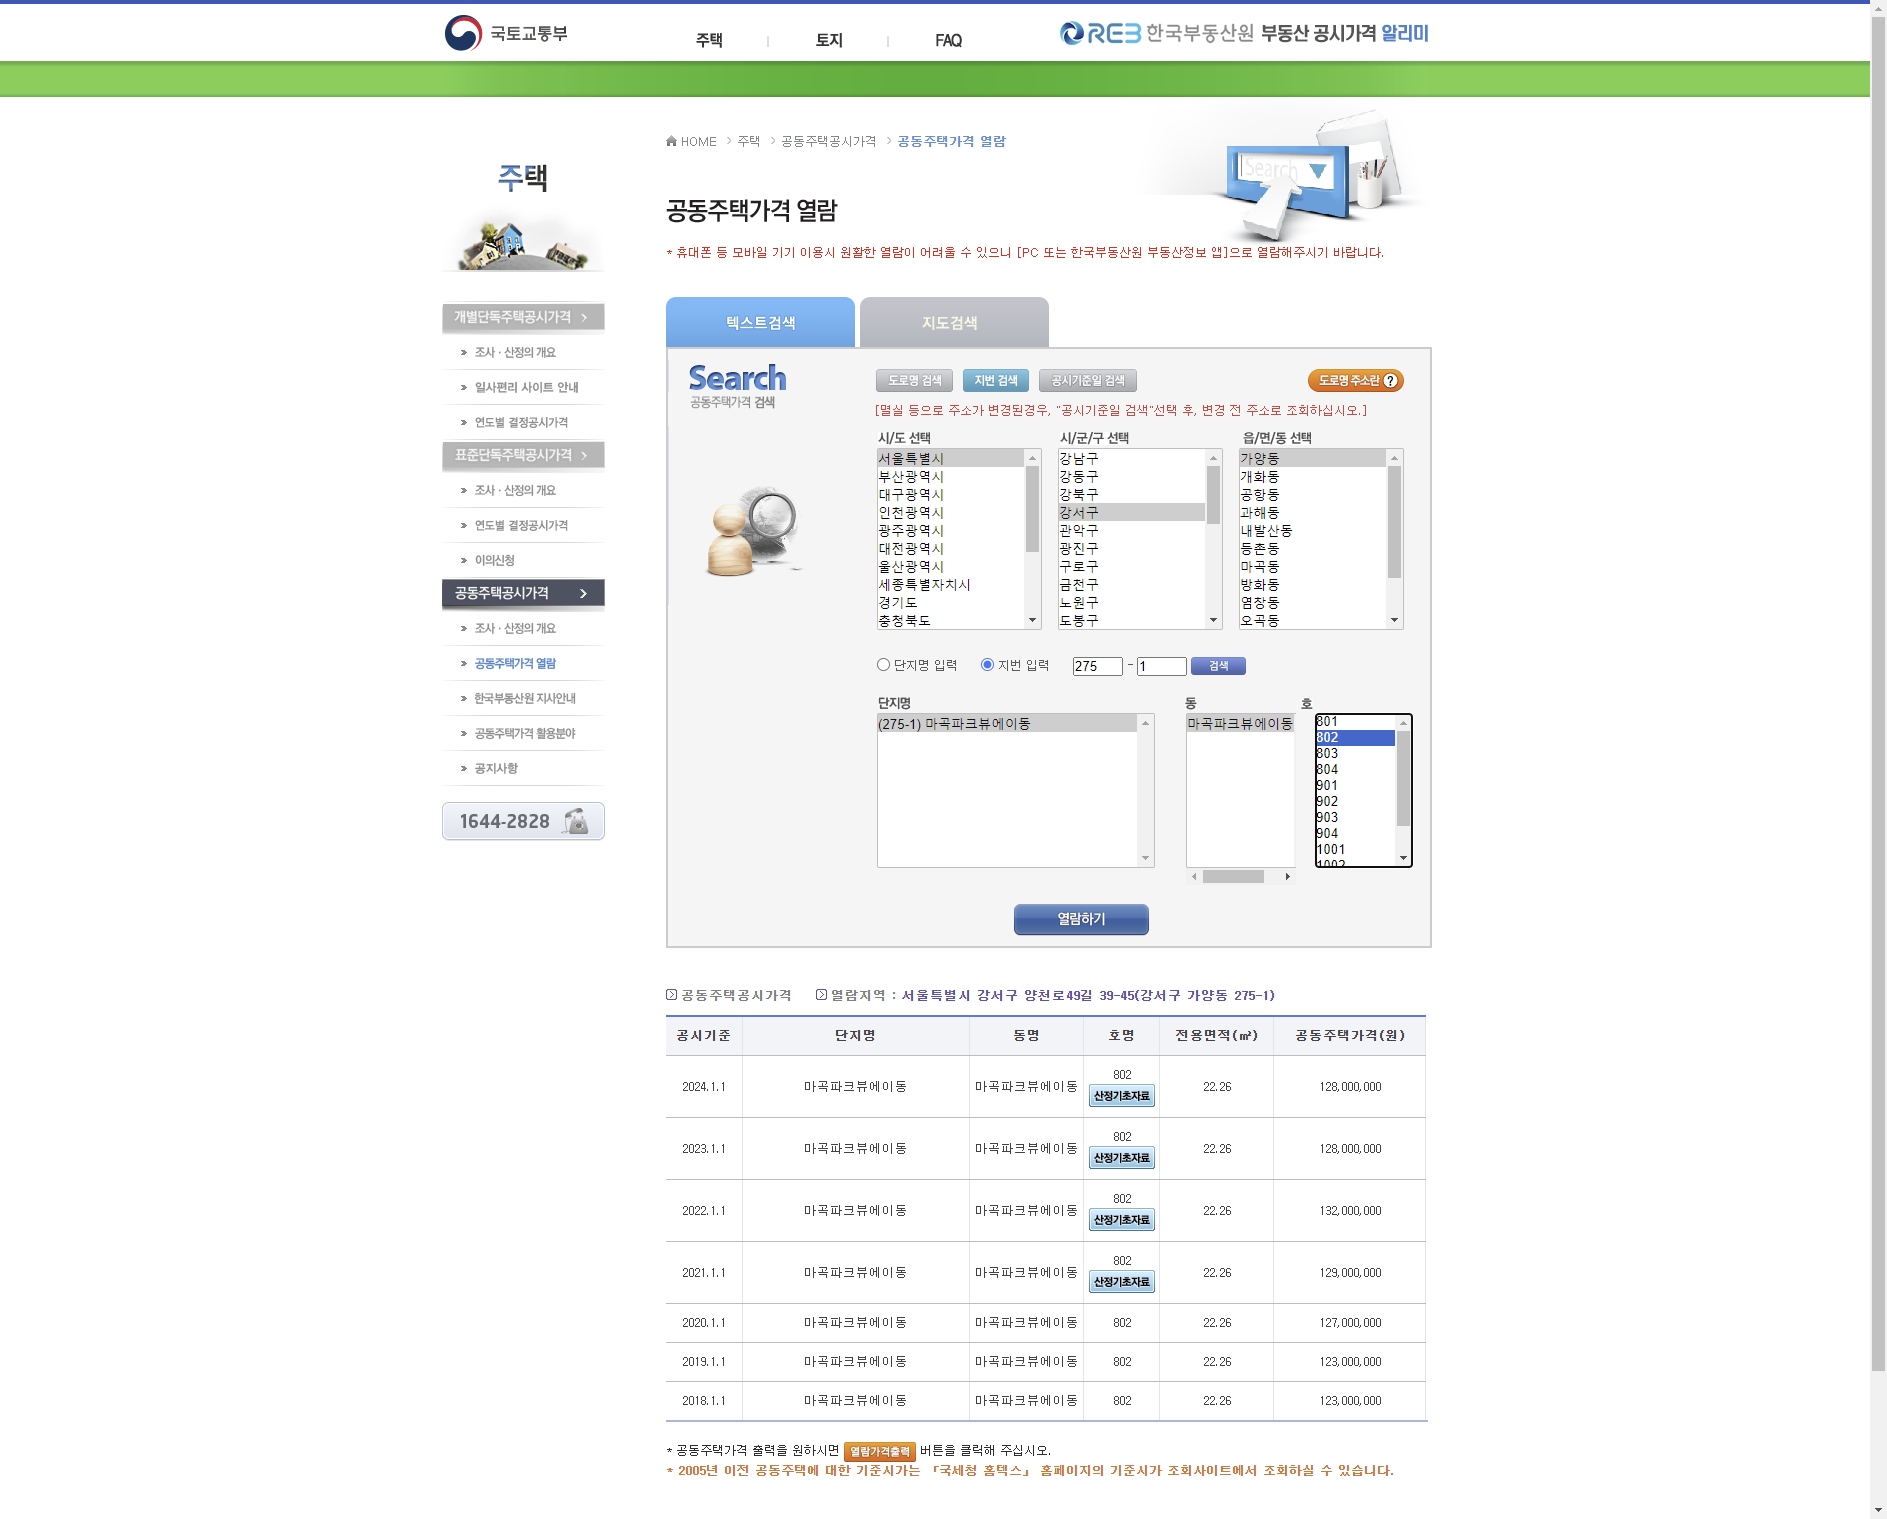 국토교통부
주택
토지
FAQ
REB 한국부동산원 부동산 공시가격 알리미
HOME > 주택 > 공동주택공시가격 > 공동주택가격 열람
주택
공동주택가격 열람
* 휴대폰 등 모바일 기기 이용시 원활한 열람이 어려울 수 있으니 [PC 또는 한국부동산원 부동산정보 앱]으로 열람해주시기 바랍니다.
Search
개별단독주택공시가격
조사 · 산정의 개요
일사편리 사이트 안내
연도별 결정공시가격
표준단독주택공시가격
조사 · 산정의 개요
연도별 결정공시가격
이의신청
공동주택공시가격
조사 · 산정의 개요
공동주택가격 열람
한국부동산원 지사안내
공동주택가격 활용분야
공지사항
1644-2828
텍스트검색
지도검색
Search
공동주택가격 검색
도로명 검색
지번 검색
공시기준일 검색
도로명 주소란 ?
[멸실 등으로 주소가 변경된경우, "공시기준일 검색"선택 후, 변경 전 주소로 조회하십시오.]
시/도 선택
서울특별시
부산광역시
대구광역시
인천광역시
광주광역시
대전광역시
울산광역시
세종특별자치시
경기도
충청북도
시/군/구 선택
강남구
강동구
강북구
강서구
관악구
광진구
구로구
금천구
노원구
도봉구
읍/면/동 선택
가양동
개화동
공항동
과해동
내발산동
등촌동
마곡동
방화동
염창동
오곡동
단지명 입력
지번 입력
275 - 1
검색
단지명
(275-1) 마곡파크뷰에이동
동
마곡파크뷰에이동
호
801
802
803
804
901
902
903
904
1001
1002
열람하기
공동주택공시가격
열람지역 : 서울특별시 강서구 양천로49길 39-45(강서구 가양동 275-1)
공시기준 단지명 동명 호명 전용면적(㎡) 공동주택가격(원)
2024.1.1 마곡파크뷰에이동 마곡파크뷰에이동 802 산정기초자료 22.26 128,000,000
2023.1.1 마곡파크뷰에이동 마곡파크뷰에이동 802 산정기초자료 22.26 128,000,000
2022.1.1 마곡파크뷰에이동 마곡파크뷰에이동 802 산정기초자료 22.26 132,000,000
2021.1.1 마곡파크뷰에이동 마곡파크뷰에이동 802 산정기초자료 22.26 129,000,000
2020.1.1 마곡파크뷰에이동 마곡파크뷰에이동 802 22.26 127,000,000
2019.1.1 마곡파크뷰에이동 마곡파크뷰에이동 802 22.26 123,000,000
2018.1.1 마곡파크뷰에이동 마곡파크뷰에이동 802 22.26 123,000,000
* 공동주택가격 출력을 원하시면 열람가격출력 버튼을 클릭해 주십시오.
* 2005년 이전 공동주택에 대한 기준시가는 「국세청 홈텍스」 홈페이지의 기준시가 조회사이트에서 조회하실 수 있습니다.